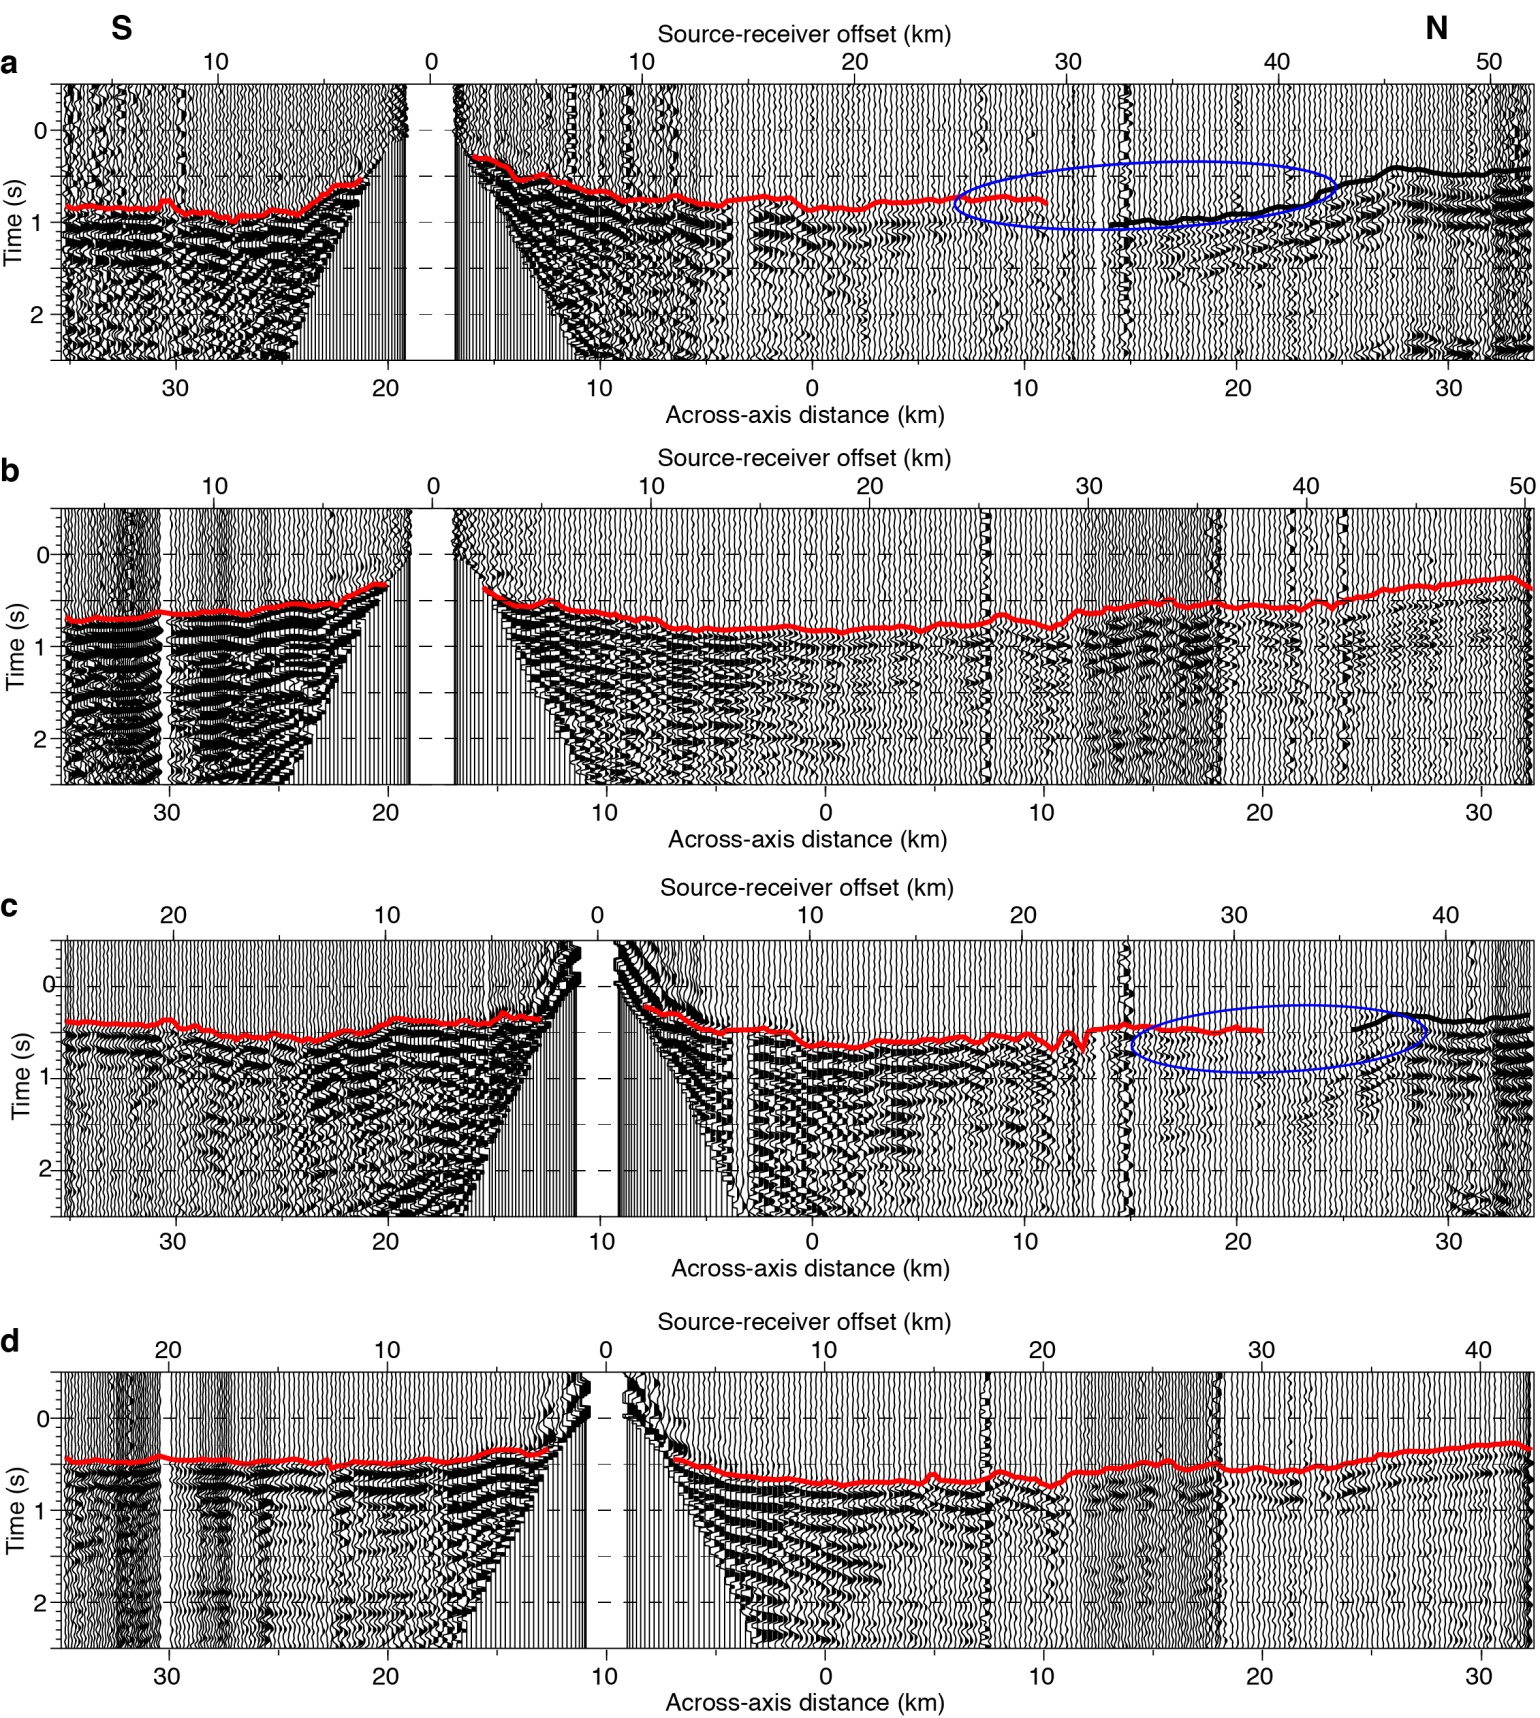 S N
Source-receiver offset (km)
a 10 0 10 20 30 40 50
0
1
2
Time (s)
30 20 10 0 10 20 30
Across-axis distance (km)
Source-receiver offset (km)
b 10 0 10 20 30 40 50
0
1
2
Time (s)
30 20 10 0 10 20 30
Across-axis distance (km)
Source-receiver offset (km)
c 20 10 0 10 20 30 40
0
1
2
Time (s)
30 20 10 0 10 20 30
Across-axis distance (km)
Source-receiver offset (km)
d 20 10 0 10 20 30 40
0
1
2
Time (s)
30 20 10 0 10 20 30
Across-axis distance (km)